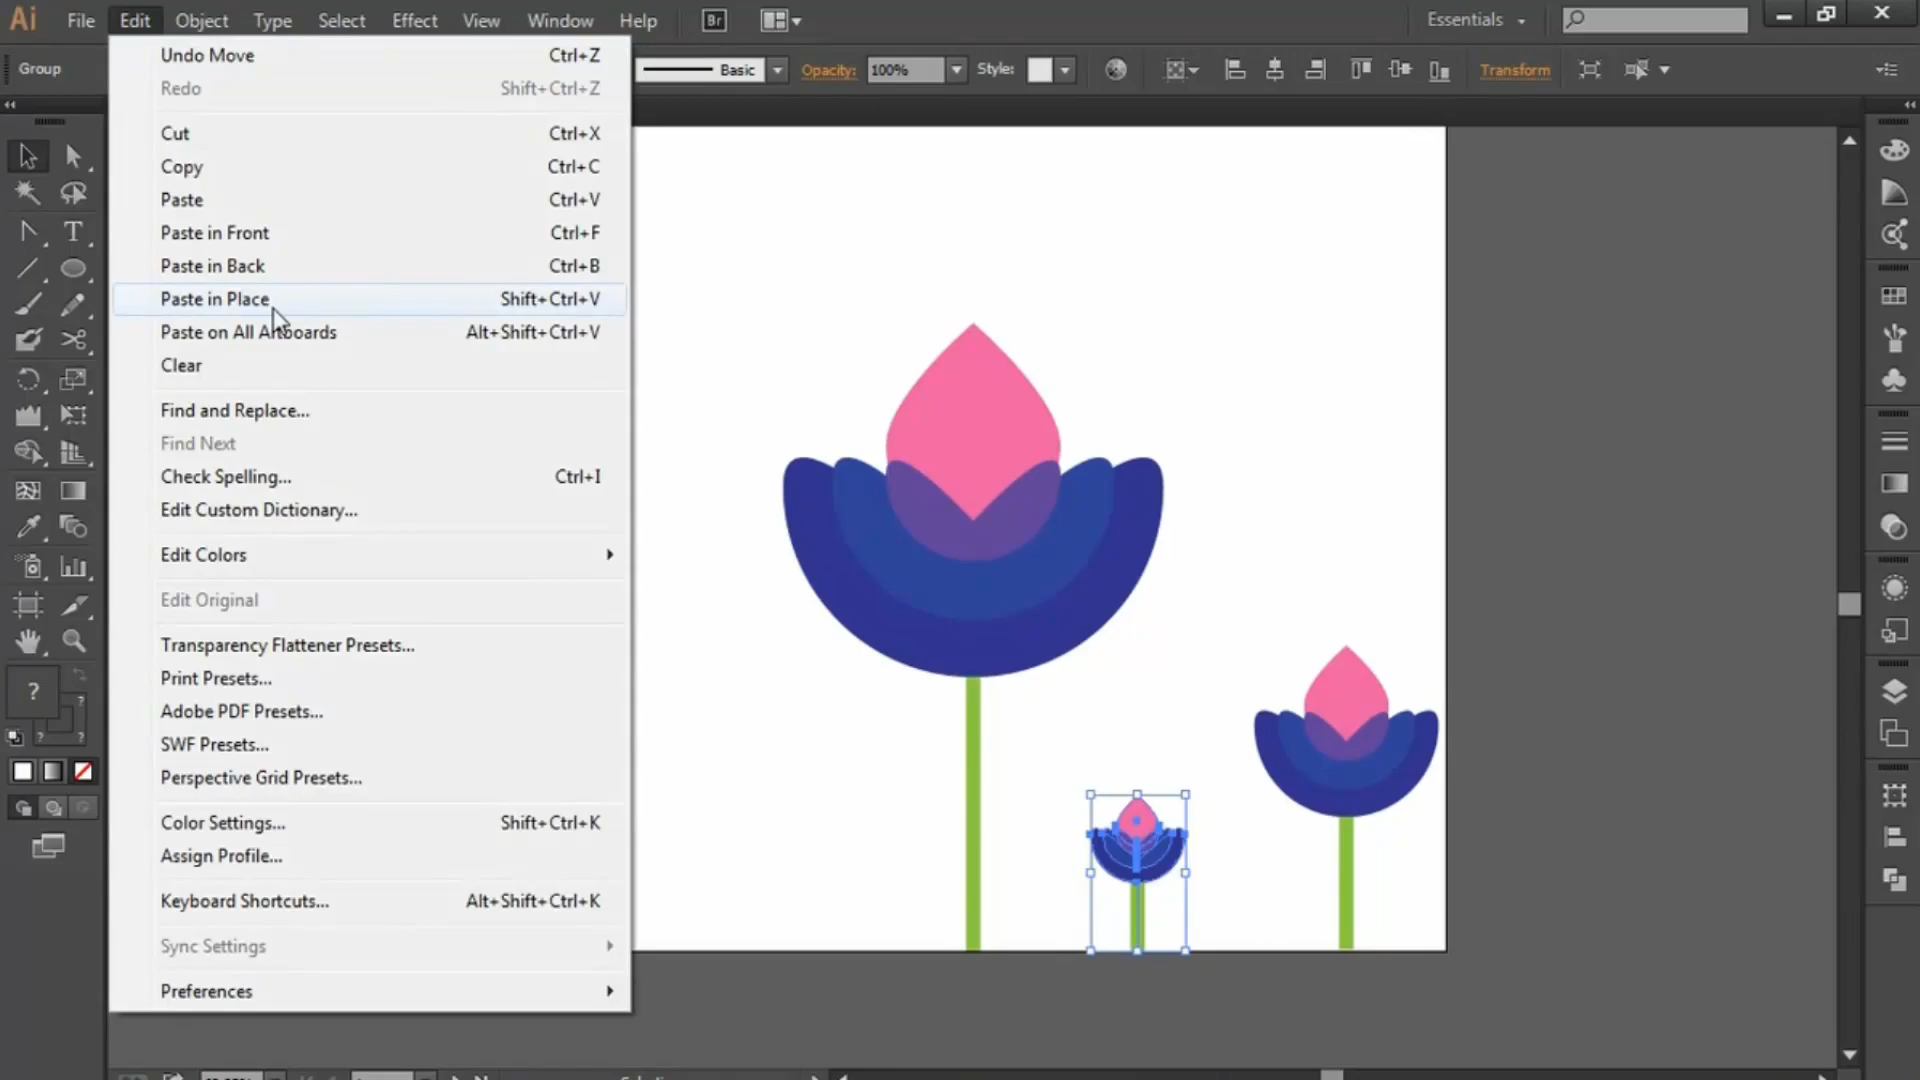 Ai File Edit Object Type Select Effect View Window Help Br Essentials
Group Basic Opacity: 100% Style: Transform
Undo Move Ctrl+Z
Redo Shift+Ctrl+Z
Cut Ctrl+X
Copy Ctrl+C
Paste Ctrl+V
Paste in Front Ctrl+F
Paste in Back Ctrl+B
Paste in Place Shift+Ctrl+V
Paste on All Artboards Alt+Shift+Ctrl+V
Clear
Find and Replace...
Find Next
Check Spelling... Ctrl+I
Edit Custom Dictionary...
Edit Colors
Edit Original
Transparency Flattener Presets...
Print Presets...
Adobe PDF Presets...
SWF Presets...
Perspective Grid Presets...
Color Settings... Shift+Ctrl+K
Assign Profile...
Keyboard Shortcuts... Alt+Shift+Ctrl+K
Sync Settings
Preferences
T
?
?
?
?